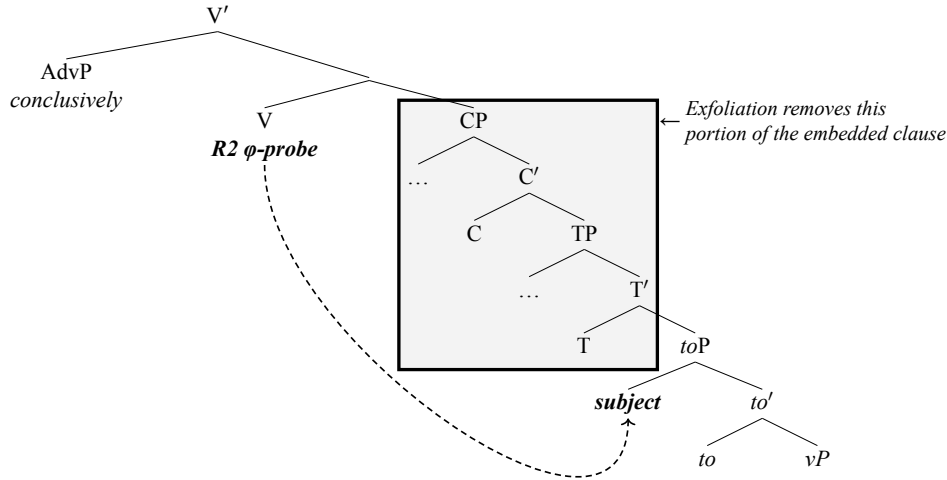 V′
AdvP
conclusively
V
R2 φ-probe
CP
← Exfoliation removes this
portion of the embedded clause
…
C′
C
TP
…
T′
T
toP
subject
to′
to
vP